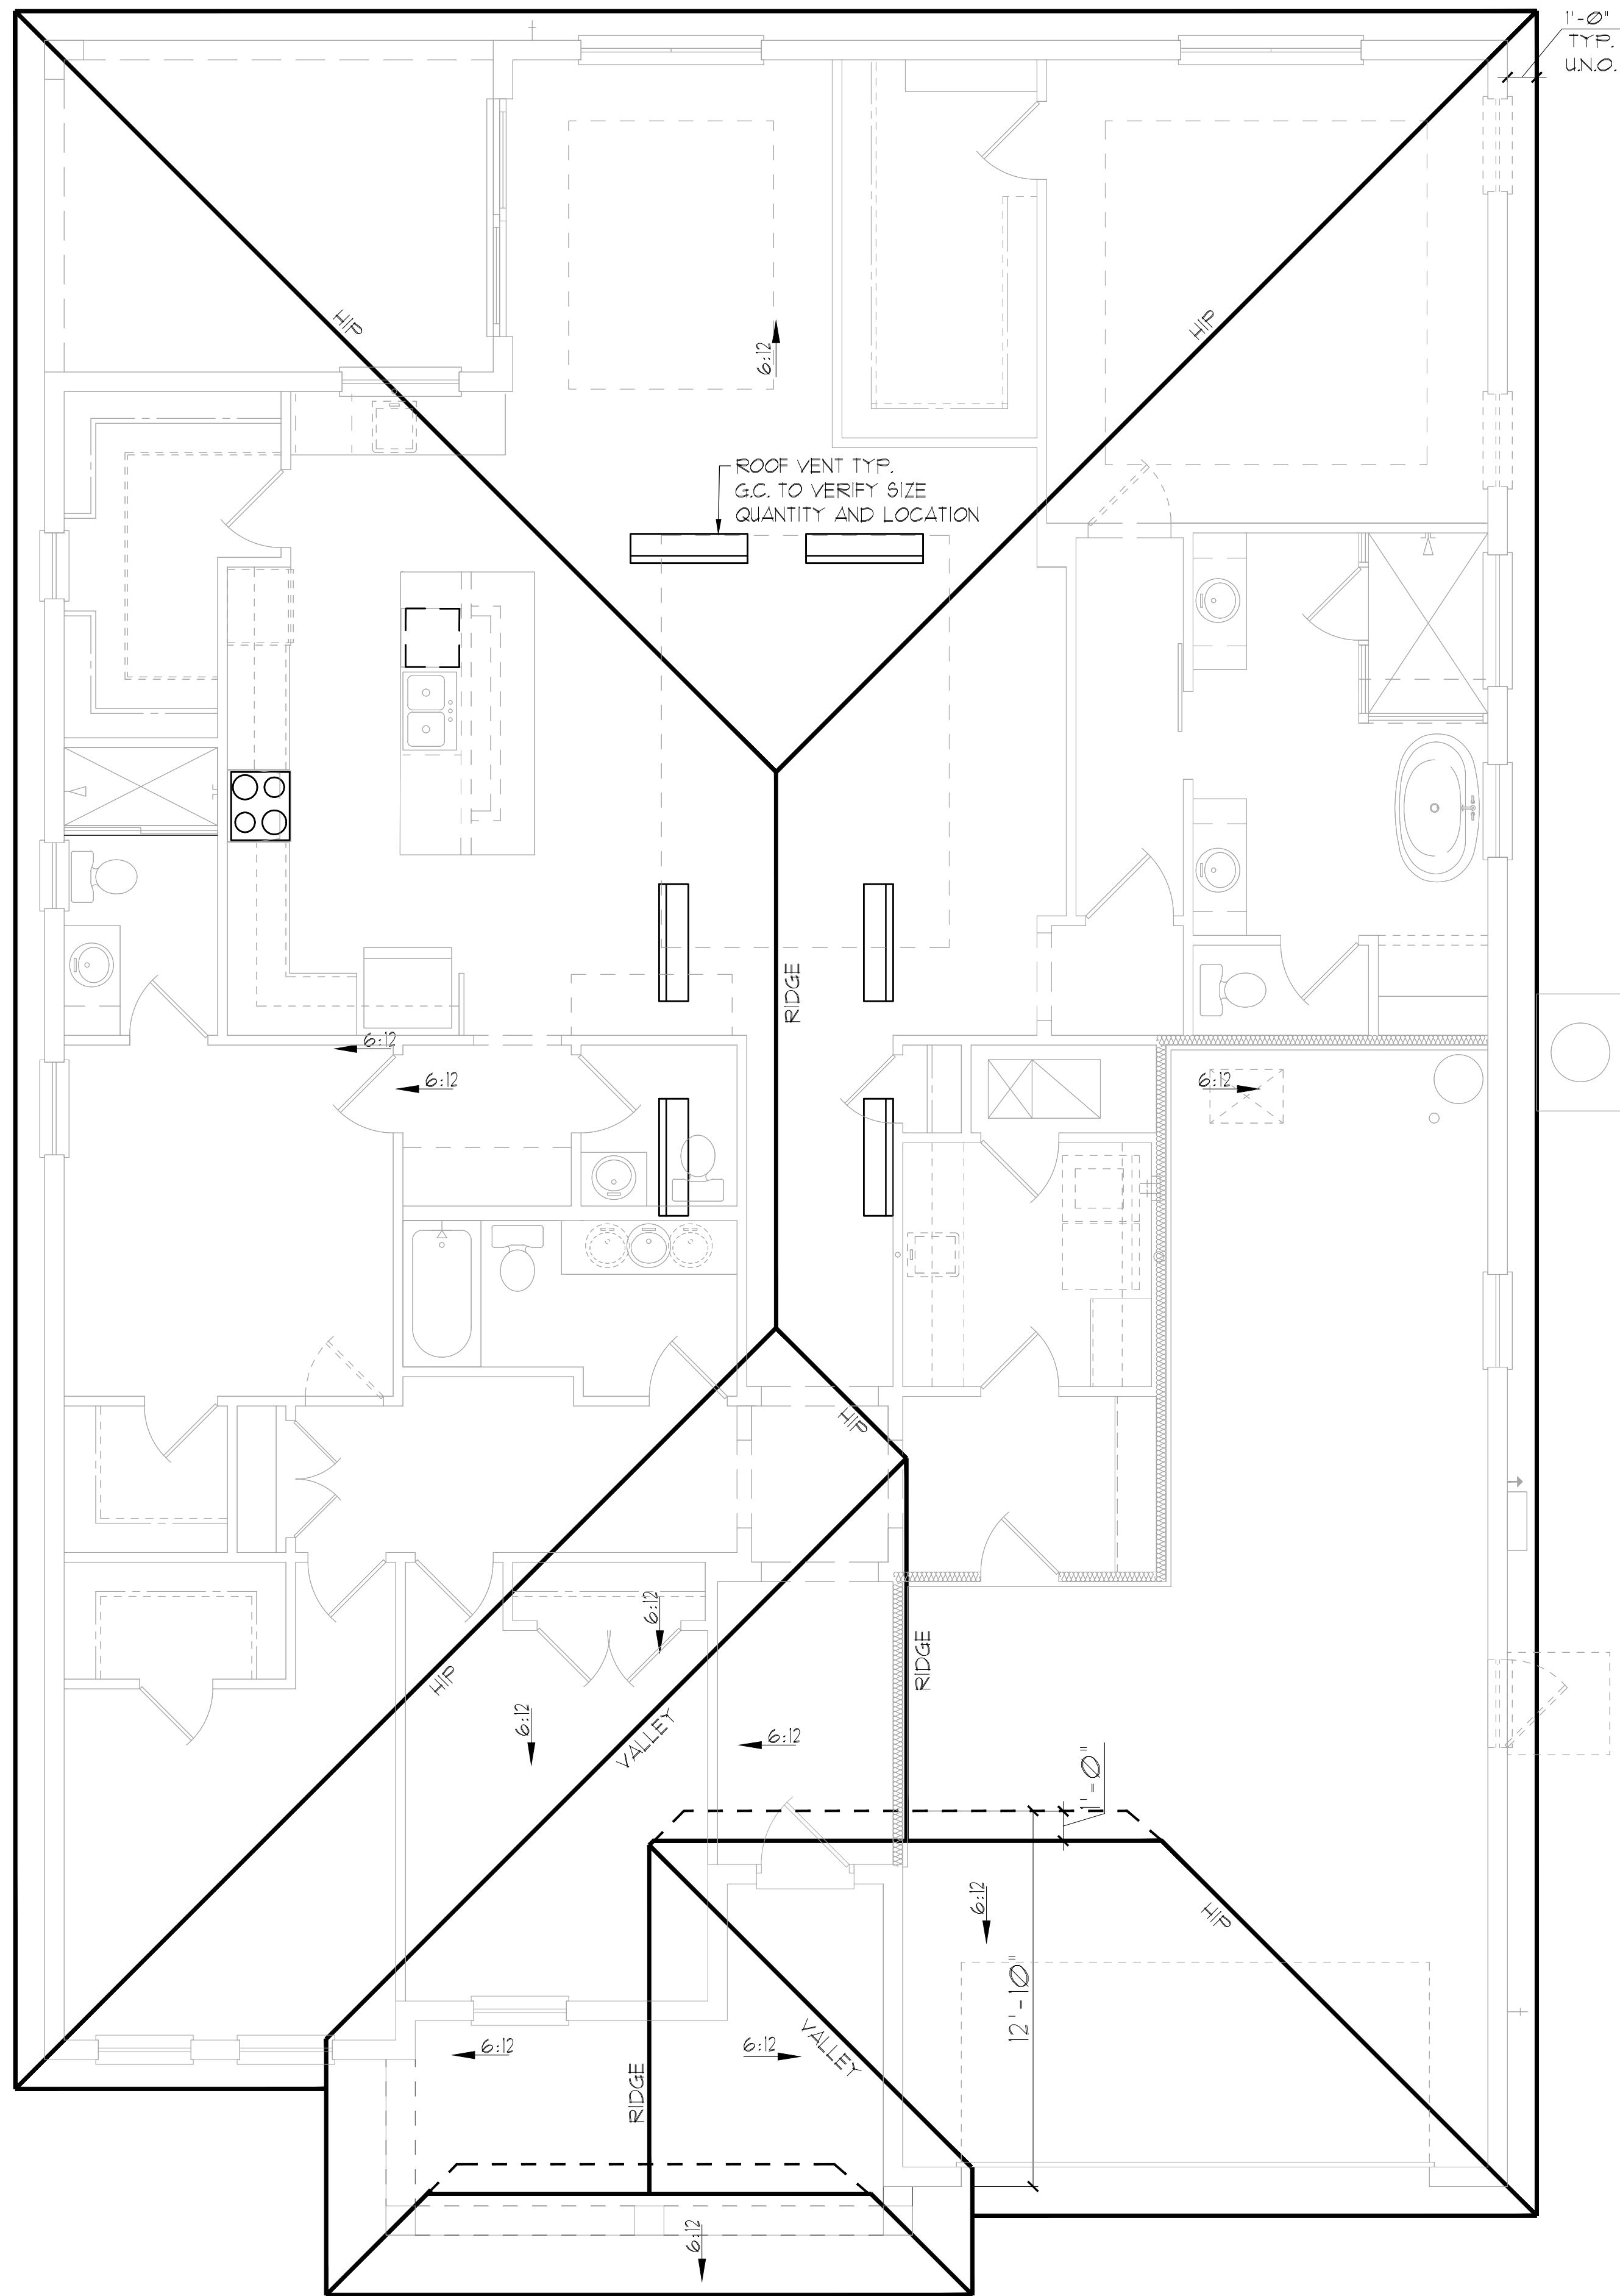 1'-0"
TYP.
U.N.O.
HIP
HIP
6:12
ROOF VENT TYP.
G.C. TO VERIFY SIZE
QUANTITY AND LOCATION
RIDGE
6:12
6:12
6:12
HIP
6:12
HIP
RIDGE
6:12
VALLEY
6:12
1'-0"
6:12
HIP
12'-10"
6:12
6:12
VALLEY
RIDGE
6:12